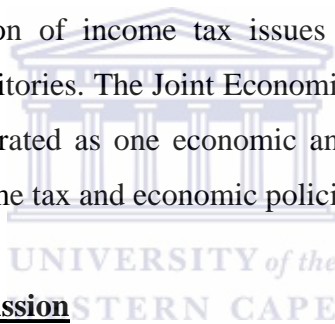 on of income tax issues
itories. The Joint Economi
rated as one economic an
ne tax and economic polici
UNIVERSITY of the
ssion
STERN CAPE